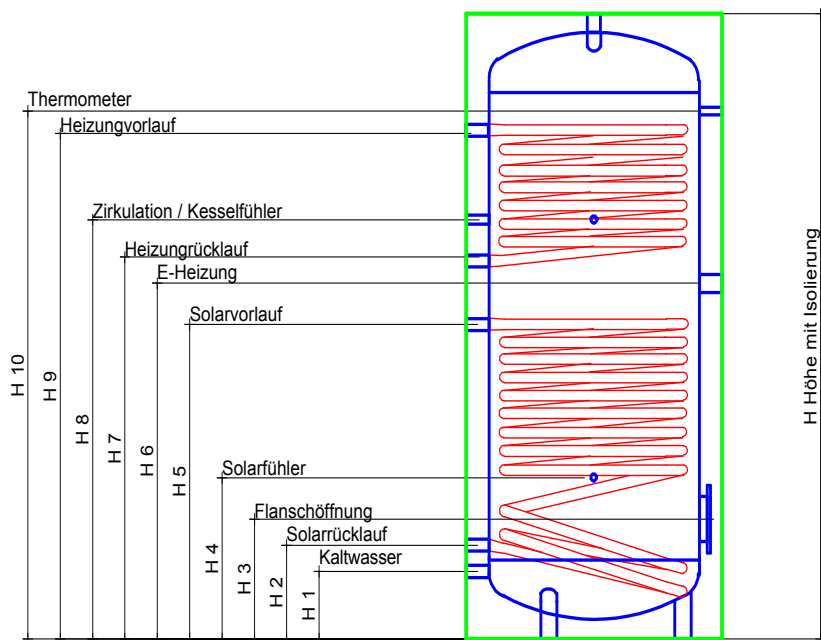 Thermometer
Heizungvorlauf
Zirkulation / Kesselfühler
Heizungrücklauf
E-Heizung
Solarvorlauf
Solarfühler
Flanschöffnung
Solarrücklauf
Kaltwasser
H 10
H 9
H 8
H 7
H 6
H 5
H 4
H 3
H 2
H 1
H Höhe mit Isolierung